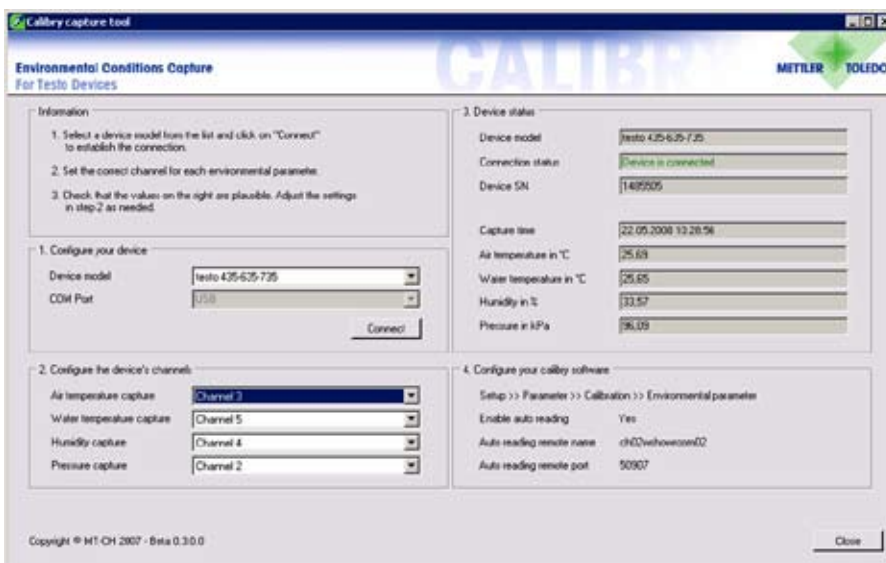 Calibry capture tool
Environmental Conditions Capture
For Testo Devices
CALIBRY
METTLER TOLEDO
Information
1. Select a device model from the list and click on "Connect"
to establish the connection.
2. Set the correct channel for each environmental parameter.
3. Check that the values on the right are plausible. Adjust the settings
in step 2 as needed.
1. Configure your device
Device model testo 435-635-735
COM Port USB
Connect
2. Configure the device's channels
Air temperature capture Channel 3
Water temperature capture Channel 5
Humidity capture Channel 4
Pressure capture Channel 2
3. Device status
Device model testo 435-635-735
Connection status Device is connected
Device SN 1485505
Capture time 22.05.2008 10:28:56
Air temperature in °C 25,69
Water temperature in °C 25,65
Humidity in % 33,57
Pressure in kPa 96,09
4. Configure your calibry software
Setup >> Parameter >> Calibration >> Environmental parameter
Enable auto reading Yes
Auto reading remote name
Auto reading remote port 50907
Copyright © MT-CH 2007 - Beta 0.3.0.0
Close